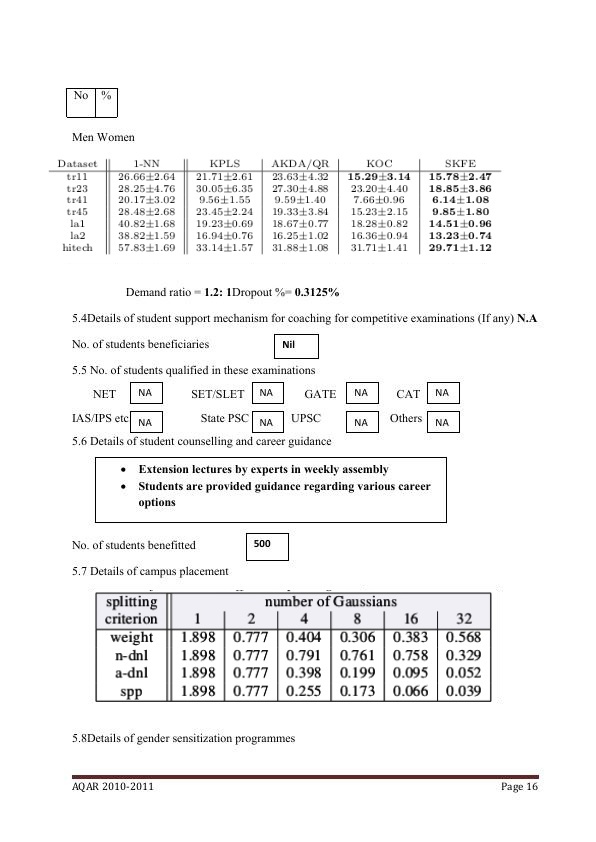 No %
Men Women
Dataset 1-NN KPLS AKDA/QR KOC SKFE
tr11 26.66±2.64 21.71±2.61 23.63±4.32 15.29±3.14 15.78±2.47
tr23 28.25±4.76 30.05±6.35 27.30±4.88 23.20±4.40 18.85±3.86
tr41 20.17±3.02 9.56±1.55 9.59±1.40 7.66±0.96 6.14±1.08
tr45 28.48±2.68 23.45±2.24 19.33±3.84 15.23±2.15 9.85±1.80
la1 40.82±1.68 19.59±0.69 18.67±0.77 18.28±0.82 14.51±0.96
la2 38.82±1.59 16.94±0.76 16.25±1.02 16.36±0.94 13.23±0.74
hitech 57.83±1.69 33.14±1.57 31.88±1.08 31.71±1.41 29.71±1.12
Demand ratio = 1.2: 1Dropout %= 0.3125%
5.4Details of student support mechanism for coaching for competitive examinations (If any) N.A
No. of students beneficiaries Nil
5.5 No. of students qualified in these examinations
NET NA SET/SLET NA GATE NA CAT NA
IAS/IPS etc NA State PSC NA UPSC NA Others NA
5.6 Details of student counselling and career guidance
• Extension lectures by experts in weekly assembly
• Students are provided guidance regarding various career
options
No. of students benefitted 500
5.7 Details of campus placement
splitting number of Gaussians
criterion 1 2 4 8 16 32
weight 1.898 0.777 0.404 0.306 0.383 0.568
n-dnl 1.898 0.777 0.791 0.761 0.758 0.329
a-dnl 1.898 0.777 0.398 0.199 0.095 0.052
spp 1.898 0.777 0.255 0.173 0.066 0.039
5.8Details of gender sensitization programmes
AQAR 2010-2011 Page 16